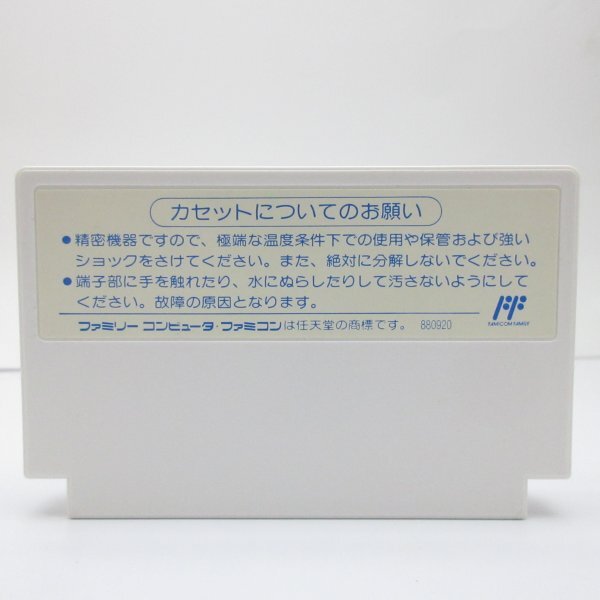 カセットについてのお願い
●精密機器ですので、極端な温度条件下での使用や保管および強い
ショックをさけてください。また、絶対に分解しないでください。
●端子部に手を触れたり、水にぬらしたりして汚さないようにして
ください。故障の原因となります。
ファミリーコンピュータ・ファミコンは任天堂の商標です。 880920
FAMICOM FAMILY